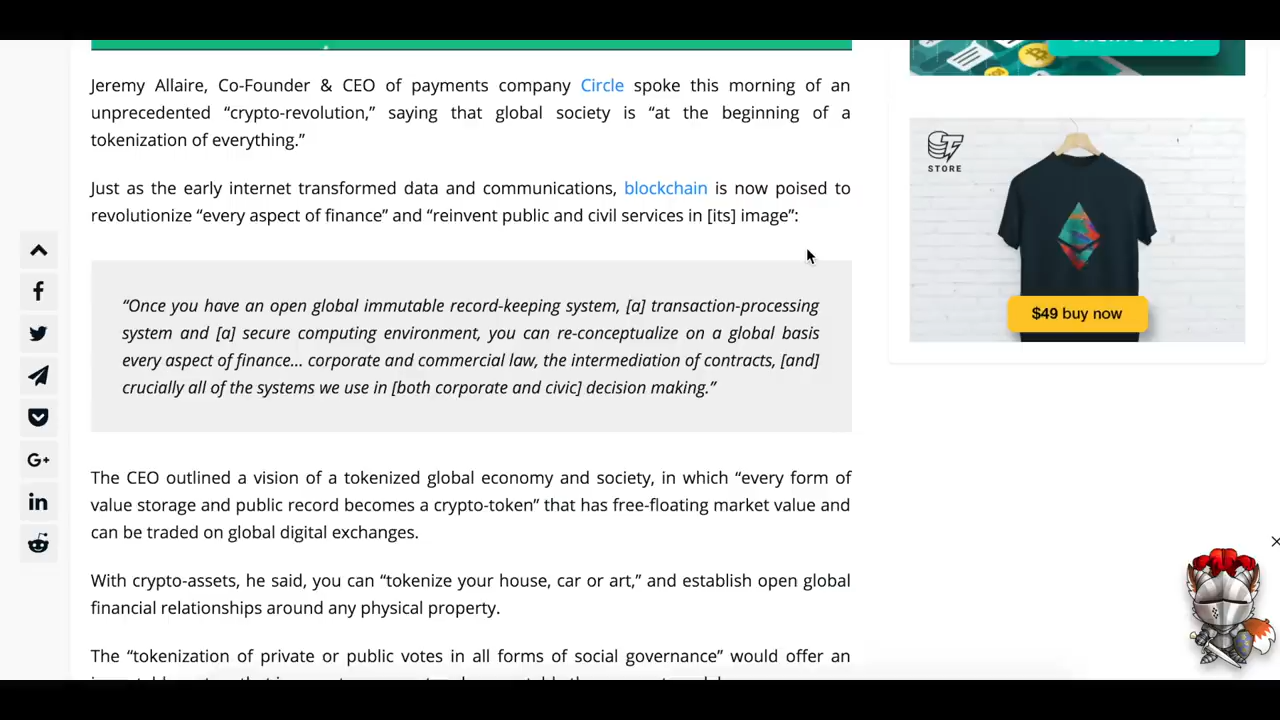 Jeremy Allaire, Co-Founder & CEO of payments company Circle spoke this morning of an
unprecedented “crypto-revolution,” saying that global society is “at the beginning of a
tokenization of everything.”
Just as the early internet transformed data and communications, blockchain is now poised to
revolutionize “every aspect of finance” and “reinvent public and civil services in [its] image”:
“Once you have an open global immutable record-keeping system, [a] transaction-processing
system and [a] secure computing environment, you can re-conceptualize on a global basis
every aspect of finance... corporate and commercial law, the intermediation of contracts, [and]
crucially all of the systems we use in [both corporate and civic] decision making.”
The CEO outlined a vision of a tokenized global economy and society, in which “every form of
value storage and public record becomes a crypto-token” that has free-floating market value and
can be traded on global digital exchanges.
With crypto-assets, he said, you can “tokenize your house, car or art,” and establish open global
financial relationships around any physical property.
The “tokenization of private or public votes in all forms of social governance” would offer an
STORE
$49 buy now
G+
in